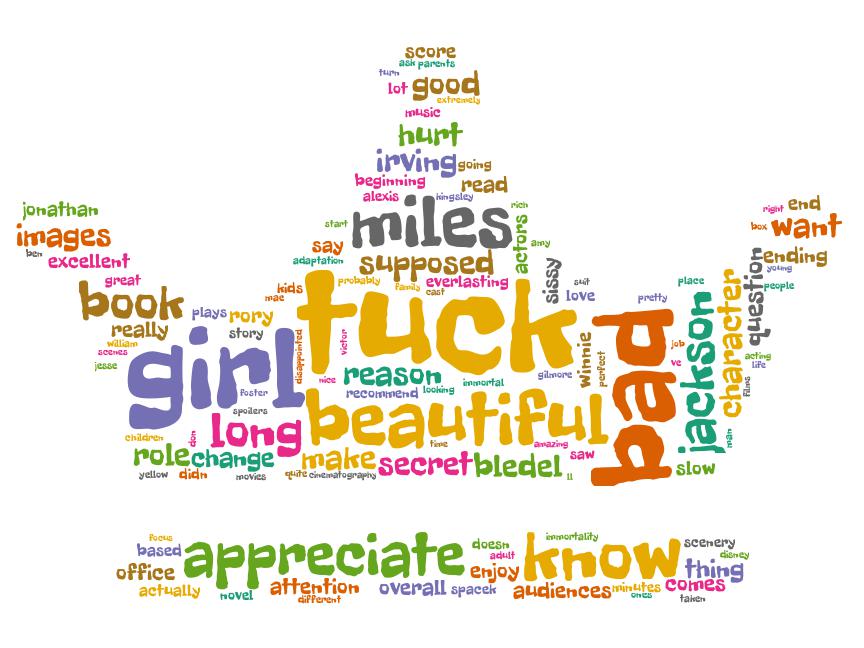 score
ask parents
turn
lot good
extremely
music
hurt
irving going
beginning read
alexis kingsley
jonathan
images
ben
excellent
great
right end
box want
ending
young
people
start miles rich
actors
amy
say
supposed
adaptation
sissy
question
book
really
william
scenes
jesse
plays rory
story
kids
mae
probably family everlasting
cast
suit
love
pretty
place
tuck
girl
disappointed
victor
nice
reason
recommend looking immortal
gilmore
winnie
perfect
bad
job
ve
jackson
character
acting
life
films
man
slow
foster
spoilers
long
beautiful
time
amazing
saw
children
don
role change
make
secret bledel
ll
yellow didn movies quite cinematography
focus
based appreciate doesn
adult
immortality
know scenery
disney
office
actually
novel
attention
different
overall spacek
enjoy
audiences minutes
ones
comes
taken
thing